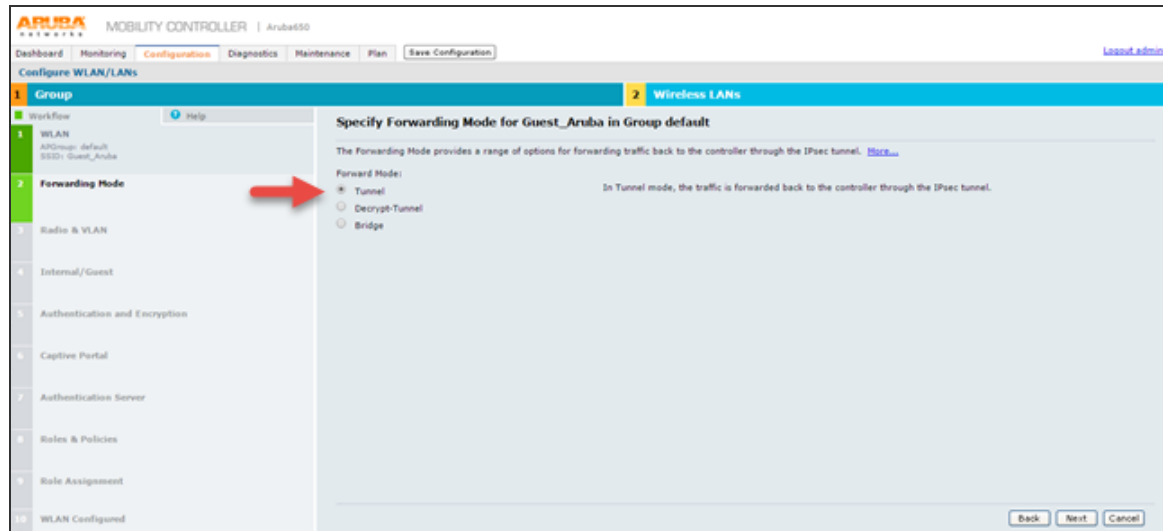 ARUBA networks MOBILITY CONTROLLER | Aruba650
Dashboard Monitoring Configuration Diagnostics Maintenance Plan Save Configuration Logout admin
Configure WLAN/LANs
1 Group 2 Wireless LANs
Workflow ? Help
Specify Forwarding Mode for Guest_Aruba in Group default
1 WLAN
APGroup: default
SSID: Guest_Aruba
The Forwarding Mode provides a range of options for forwarding traffic back to the controller through the IPsec tunnel. More...
Forward Mode:
2 Forwarding Mode
Tunnel In Tunnel mode, the traffic is forwarded back to the controller through the IPsec tunnel.
Decrypt-Tunnel
Bridge
3 Radio & VLAN
4 Internal/Guest
5 Authentication and Encryption
6 Captive Portal
7 Authentication Server
8 Roles & Policies
9 Role Assignment
10 WLAN Configured
Back Next Cancel